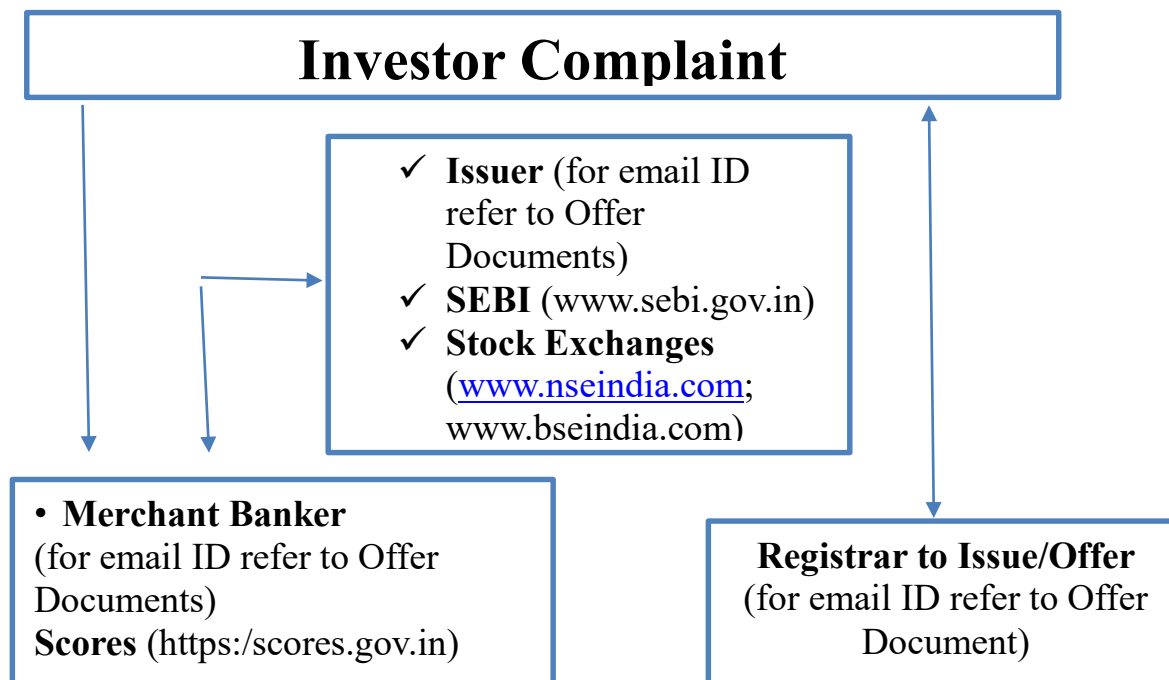 Investor Complaint
✓ Issuer (for email ID
refer to Offer
Documents)
✓ SEBI (www.sebi.gov.in)
✓ Stock Exchanges
(www.nseindia.com;
www.bseindia.com)
• Merchant Banker
(for email ID refer to Offer
Documents)
Scores (https:/scores.gov.in)
Registrar to Issue/Offer
(for email ID refer to Offer
Document)